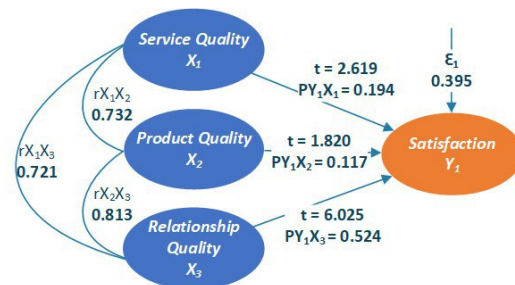 Service Quality
X₁
t = 2.619
PY₁X₁ = 0.194
Ɛ₁
0.395
rX₁X₂
0.732
rX₁X₃
0.721
Product Quality
X₂
t = 1.820
PY₁X₂ = 0.117
Satisfaction
Y₁
rX₂X₃
0.813
t = 6.025
PY₁X₃ = 0.524
Relationship
Quality
X₃